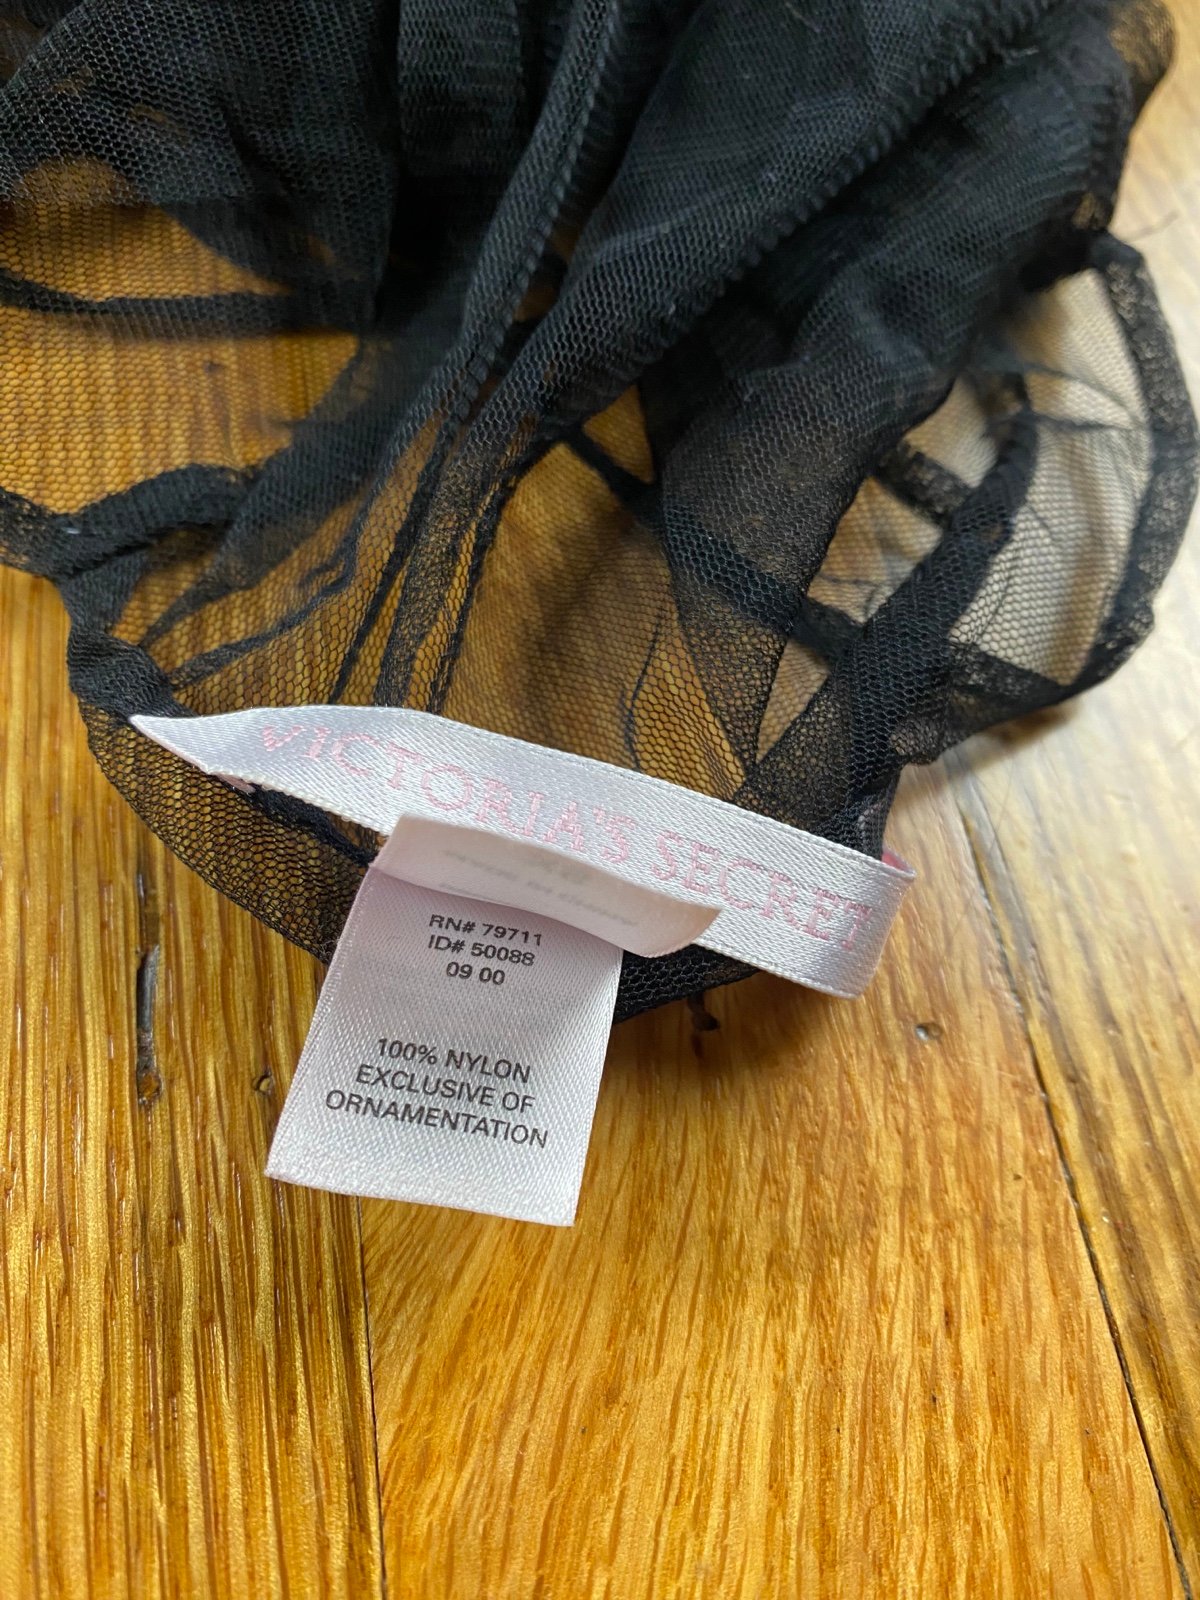 VICTORIA'S SECRET
RN# 79711
ID# 50088
09 00
100% NYLON
EXCLUSIVE OF
ORNAMENTATION